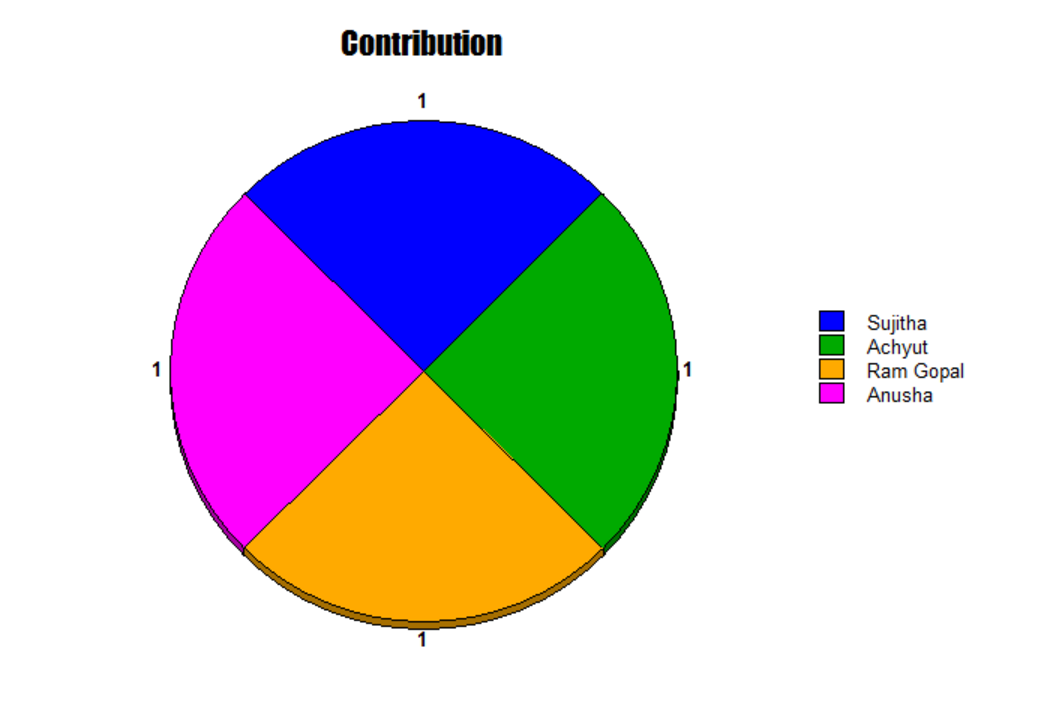 Contribution
1
1
1
1
Sujitha
Achyut
Ram Gopal
Anusha